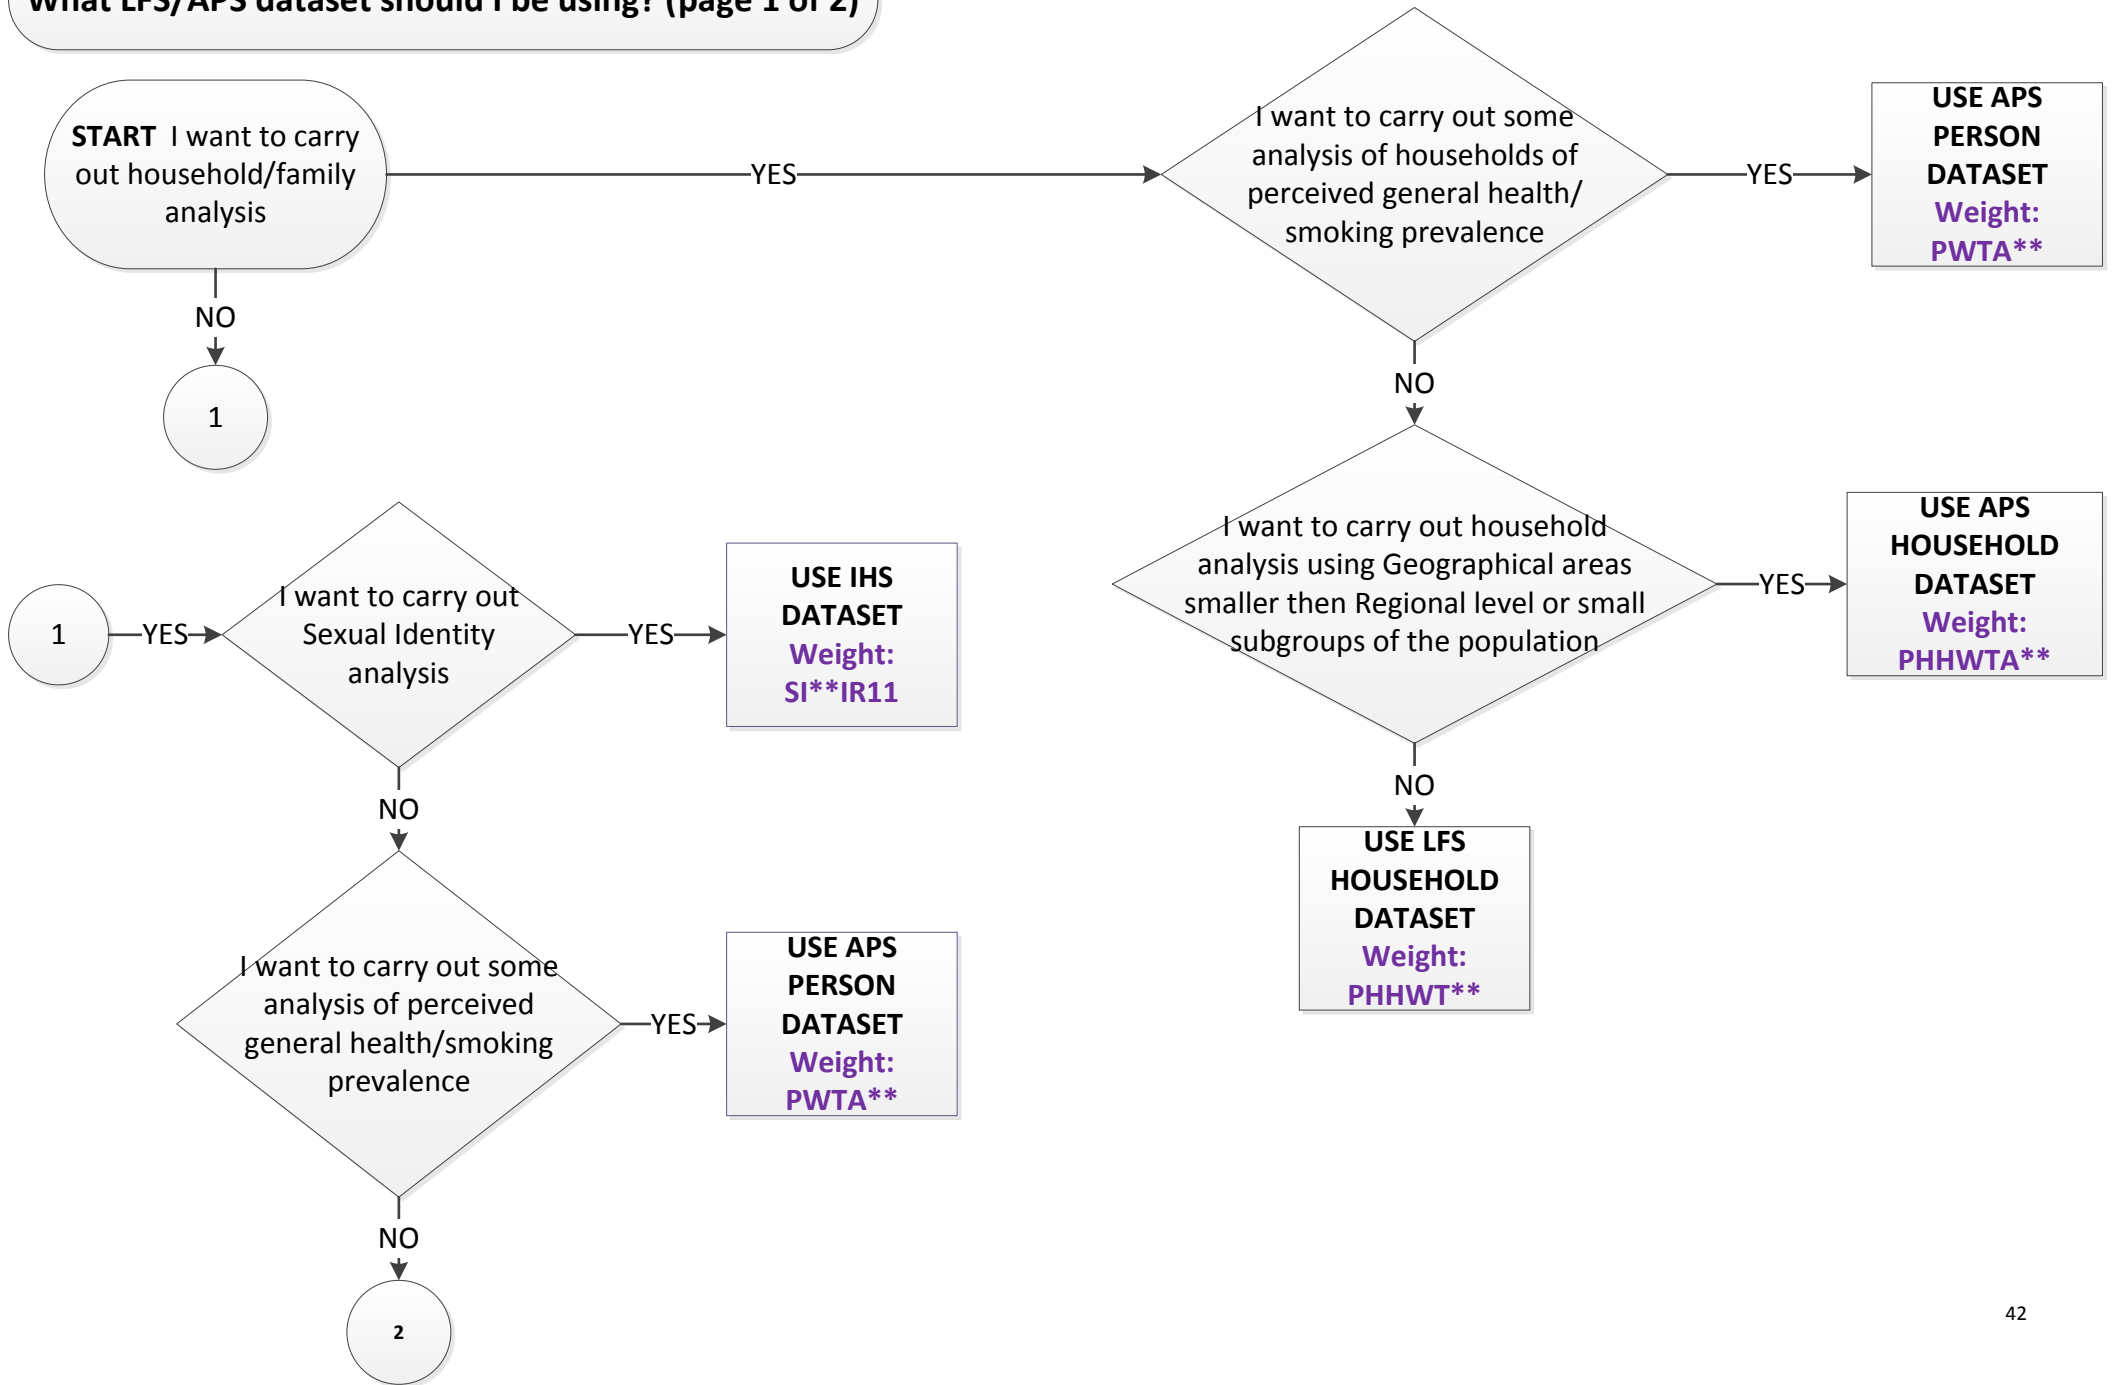 What LFS/APS dataset should I be using? (page 1 of 2)
START I want to carry
out household/family
analysis
YES
I want to carry out some
analysis of households of
perceived general health/
smoking prevalence
YES
USE APS
PERSON
DATASET
Weight:
PWTA**
NO
1
NO
I want to carry out household
analysis using Geographical areas
smaller then Regional level or small
subgroups of the population
YES
USE APS
HOUSEHOLD
DATASET
Weight:
PHHWTA**
NO
USE LFS
HOUSEHOLD
DATASET
Weight:
PHHWT**
1
YES
I want to carry out
Sexual Identity
analysis
YES
USE IHS
DATASET
Weight:
SI**IR11
NO
I want to carry out some
analysis of perceived
general health/smoking
prevalence
YES
USE APS
PERSON
DATASET
Weight:
PWTA**
NO
2
42